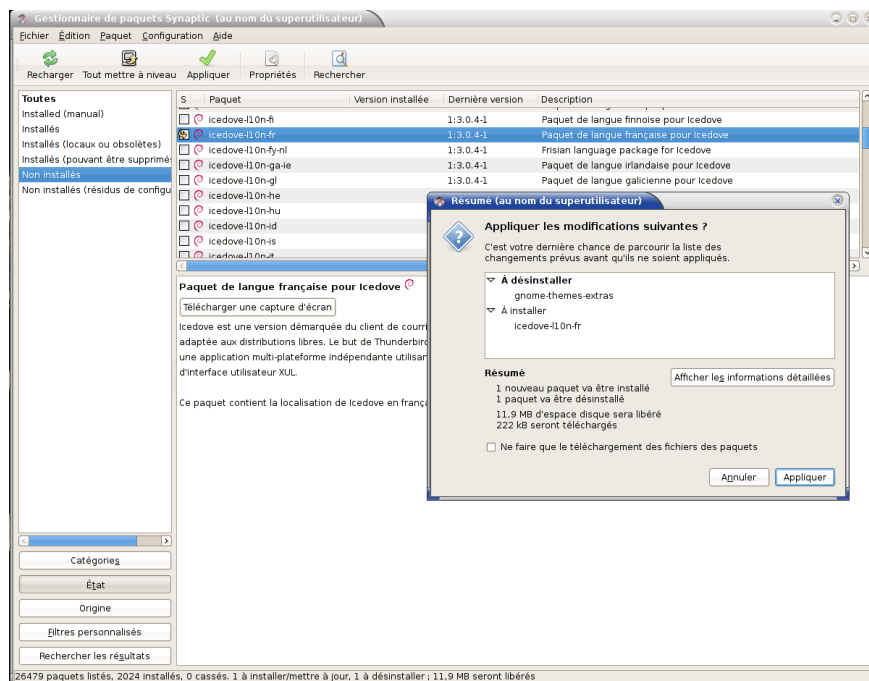 Gestionnaire de paquets Synaptic (au nom du superutilisateur)
Fichier Édition Paquet Configuration Aide
Recharger Tout mettre à niveau Appliquer Propriétés Rechercher
Toutes
Installed (manual)
Installés
Installés (locaux ou obsolètes)
Installés (pouvant être supprimés
Non installés
Non installés (résidus de configu
S Paquet Version installée Dernière version Description
icedove-l10n-fi 1:3.0.4-1 Paquet de langue finnoise pour Icedove
icedove-l10n-fr 1:3.0.4-1 Paquet de langue française pour Icedove
icedove-l10n-fy-nl 1:3.0.4-1 Frisian language package for Icedove
icedove-l10n-ga-ie 1:3.0.4-1 Paquet de langue irlandaise pour Icedove
icedove-l10n-gl 1:3.0.4-1 Paquet de langue galicienne pour Icedove
icedove-l10n-he
icedove-l10n-hu
icedove-l10n-id
icedove-l10n-is
icedove-l10n-it
Paquet de langue française pour Icedove
Télécharger une capture d'écran
Icedove est une version démarquée du client de courri
adaptée aux distributions libres. Le but de Thunderbird
une application multi-plateforme indépendante utilisan
d'interface utilisateur XUL.
Ce paquet contient la localisation de Icedove en frança
Résumé (au nom du superutilisateur)
Appliquer les modifications suivantes ?
C'est votre dernière chance de parcourir la liste des
changements prévus avant qu'ils ne soient appliqués.
À désinstaller
gnome-themes-extras
À installer
icedove-l10n-fr
Résumé
1 nouveau paquet va être installé
1 paquet va être désinstallé
11,9 MB d'espace disque sera libéré
222 kB seront téléchargés
Afficher les informations détaillées
Ne faire que le téléchargement des fichiers des paquets
Annuler Appliquer
Catégories
État
Origine
Filtres personnalisés
Rechercher les résultats
26479 paquets listés, 2024 installés, 0 cassés. 1 à installer/mettre à jour, 1 à désinstaller ; 11,9 MB seront libérés